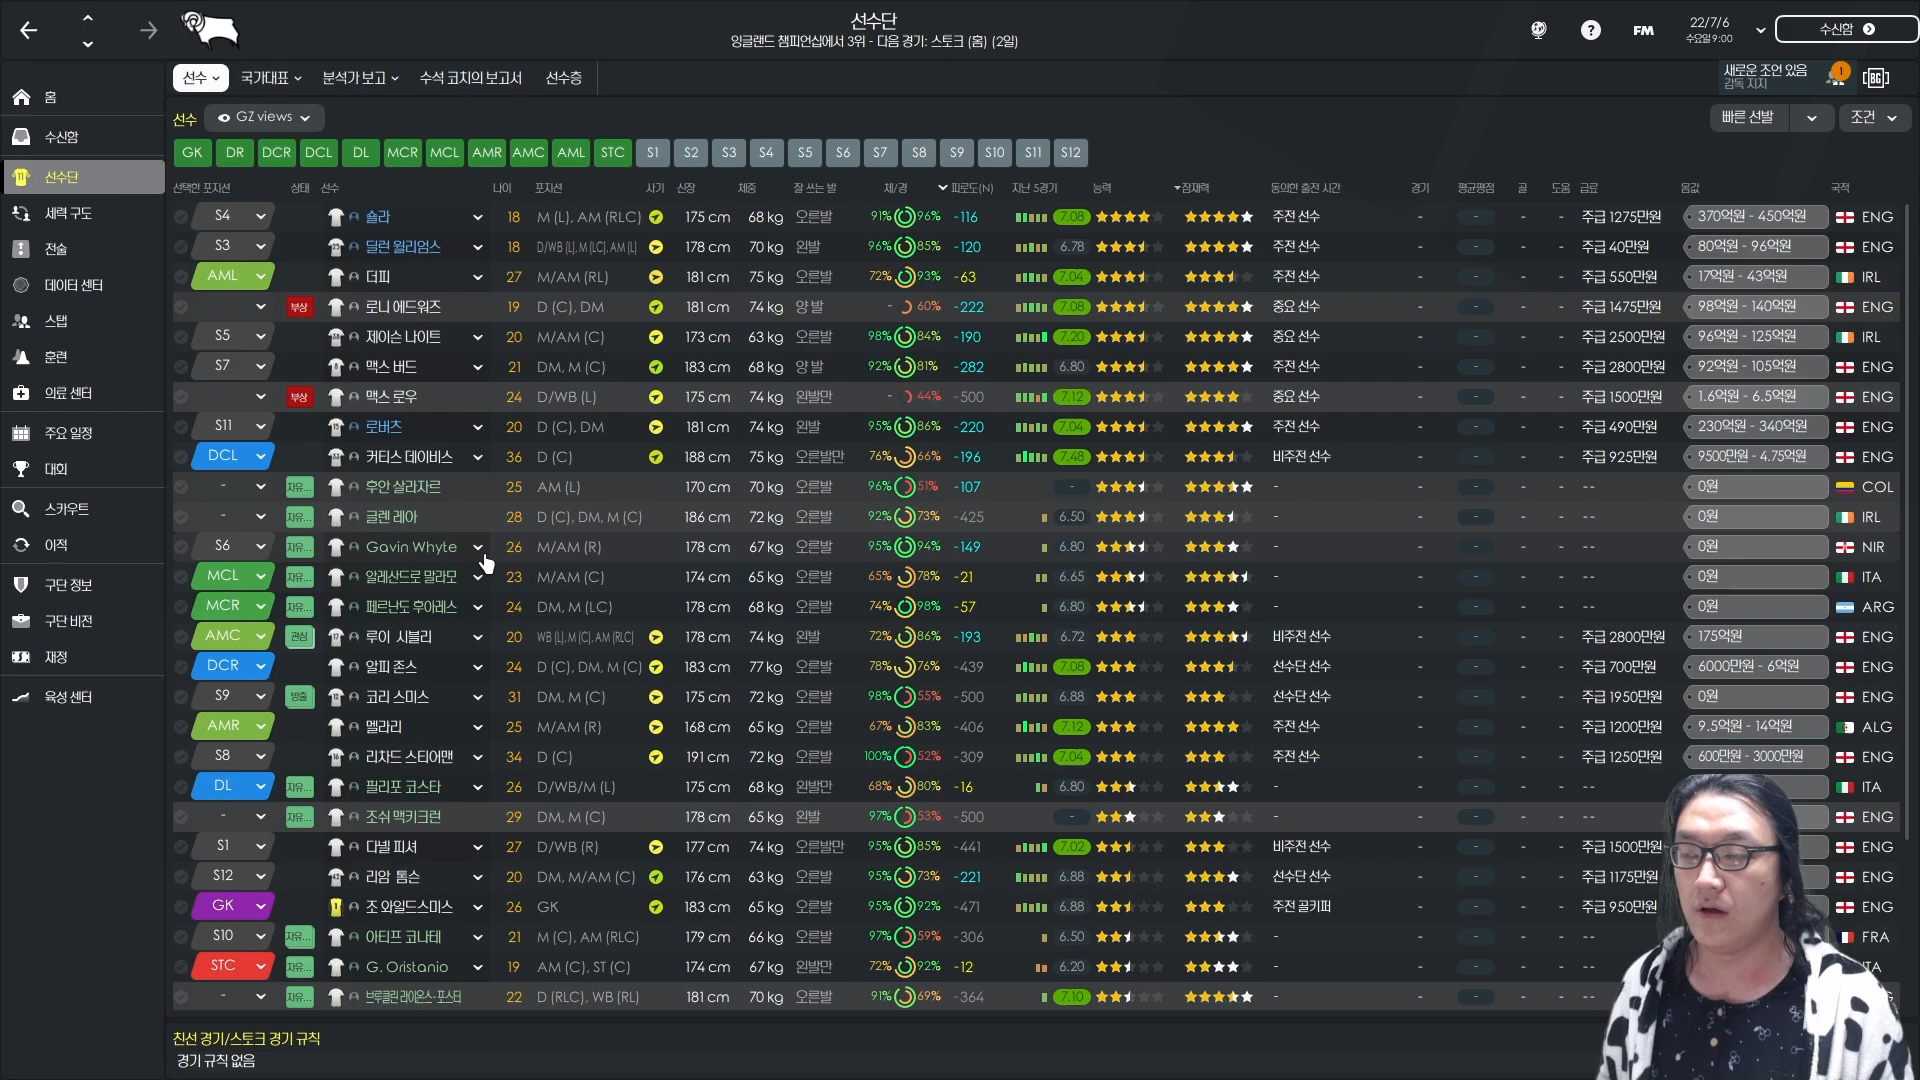 선수단
잉글랜드 챔피언십에서 3위 - 다음 경기: 스토크 (홈) (2일)
FM
22/7/6
수요일 9:00
수신함
선수 국가대표 분석가 보고 수석 코치의 보고서 선수층
새로운 조언 있음
감독 지지
1
홈
수신함
선수단
세력 구도
전술
데이터 센터
스탭
훈련
의료 센터
주요 일정
대회
스카우트
이적
구단 정보
구단 비전
재정
육성 센터
선수 GZ views 빠른 선발 조건
GK DR DCR DCL DL MCR MCL AMR AMC AML STC S1 S2 S3 S4 S5 S6 S7 S8 S9 S10 S11 S12
선택한 포지션 상태 선수 나이 포지션 사기 신장 체중 잘 쓰는 발 체/경 피로도(N) 지난 5경기 능력 잠재력 동의한 출전 시간 경기 평균평점 골 도움 급료 몸값 국적
S4 숄라 18 M (L), AM (RLC) 175 cm 68 kg 오른발 91% 96% -116 7.08 주전 선수 - - - - 주급 1275만원 370억원 - 450억원 ENG
S3 딜런 윌리엄스 18 D/WB (L), M (LC), AM (L) 178 cm 70 kg 왼발 96% 85% -120 6.78 주전 선수 - - - - 주급 40만원 80억원 - 96억원 ENG
AML 더피 27 M/AM (RL) 181 cm 75 kg 오른발 72% 93% -63 7.04 주전 선수 - - - - 주급 550만원 17억원 - 43억원 IRL
- 부상 로니 에드워즈 19 D (C), DM 181 cm 74 kg 양 발 - 60% -222 7.08 중요 선수 - - - - 주급 1475만원 98억원 - 140억원 ENG
S5 제이슨 나이트 20 M/AM (C) 173 cm 63 kg 오른발 98% 84% -190 7.20 중요 선수 - - - - 주급 2500만원 96억원 - 125억원 IRL
S7 맥스 버드 21 DM, M (C) 183 cm 68 kg 양 발 92% 81% -282 6.80 주전 선수 - - - - 주급 2800만원 92억원 - 105억원 ENG
부상 맥스 로우 24 D/WB (L) 175 cm 74 kg 왼발만 - 44% -500 7.12 중요 선수 - - - - 주급 1500만원 1.6억원 - 6.5억원 ENG
S11 로버츠 20 D (C), DM 181 cm 74 kg 왼발 95% 86% -220 7.04 주전 선수 - - - - 주급 490만원 230억원 - 340억원 ENG
DCL 커티스 데이비스 36 D (C) 188 cm 75 kg 오른발만 76% 66% -196 7.48 비주전 선수 - - - - 주급 925만원 9500만원 - 4.75억원 ENG
- 자유... 후안 살라자르 25 AM (L) 170 cm 70 kg 오른발 96% 51% -107 - - - - - - -- 0원 COL
- 자유... 글렌 레아 28 D (C), DM, M (C) 186 cm 72 kg 오른발 92% 73% -425 6.50 - - - - - -- 0원 IRL
S6 자유... Gavin Whyte 26 M/AM (R) 178 cm 67 kg 오른발 95% 94% -149 6.80 - - - - - -- 0원 NIR
MCL 자유... 알레산드로 말라모 23 M/AM (C) 174 cm 65 kg 오른발 65% 78% -21 6.65 - - - - - -- 0원 ITA
MCR 자유... 페르난도 후아레스 24 DM, M (LC) 178 cm 68 kg 오른발 74% 98% -57 6.80 - - - - - -- 0원 ARG
AMC 관심 루이 시블리 20 WB (L), M (C), AM (RLC) 178 cm 74 kg 왼발 72% 86% -193 6.72 비주전 선수 - - - - 주급 2800만원 175억원 ENG
DCR 알피 존스 24 D (C), DM, M (C) 183 cm 77 kg 오른발 78% 76% -439 7.08 선수단 선수 - - - - 주급 700만원 6000만원 - 6억원 ENG
S9 방출 코리 스미스 31 DM, M (C) 175 cm 72 kg 오른발 98% 55% -500 6.88 선수단 선수 - - - - 주급 1950만원 0원 ENG
AMR 멜라리 25 M/AM (R) 168 cm 65 kg 오른발 67% 83% -406 7.12 주전 선수 - - - - 주급 1200만원 9.5억원 - 14억원 ALG
S8 리차드 스티어맨 34 D (C) 191 cm 72 kg 오른발 100% 52% -309 7.04 주전 선수 - - - - 주급 1250만원 600만원 - 3000만원 ENG
DL 자유... 필리포 코스타 26 D/WB/M (L) 175 cm 68 kg 왼발만 68% 80% -16 6.80 - - - - - -- ITA
- 자유... 조쉬 맥키크런 29 DM, M (C) 178 cm 65 kg 왼발 97% 53% -500 - - - - - - -- ENG
S1 다넬 피셔 27 D/WB (R) 177 cm 74 kg 오른발만 95% 85% -441 7.02 비주전 선수 - - - - 주급 1500만원 ENG
S12 리암 톰슨 20 DM, M/AM (C) 176 cm 63 kg 오른발 95% 73% -221 6.88 선수단 선수 - - - - 주급 1175만원 ENG
GK 조 와일드스미스 26 GK 183 cm 65 kg 오른발 95% 92% -471 6.88 주전 골키퍼 - - - - 주급 950만원 ENG
S10 자유... 아티프 코나테 21 M (C), AM (RLC) 179 cm 66 kg 오른발 97% 59% -306 6.50 - - - - - -- FRA
STC 자유... G. Oristanio 19 AM (C), ST (C) 174 cm 67 kg 왼발만 72% 92% -12 6.20 - - - - - --
- 자유... 브루클린 라이온스-포스터 22 D (RLC), WB (RL) 181 cm 70 kg 오른발 91% 69% -364 7.10 - - - - - --
친선 경기/스토크 경기 규칙
경기 규칙 없음